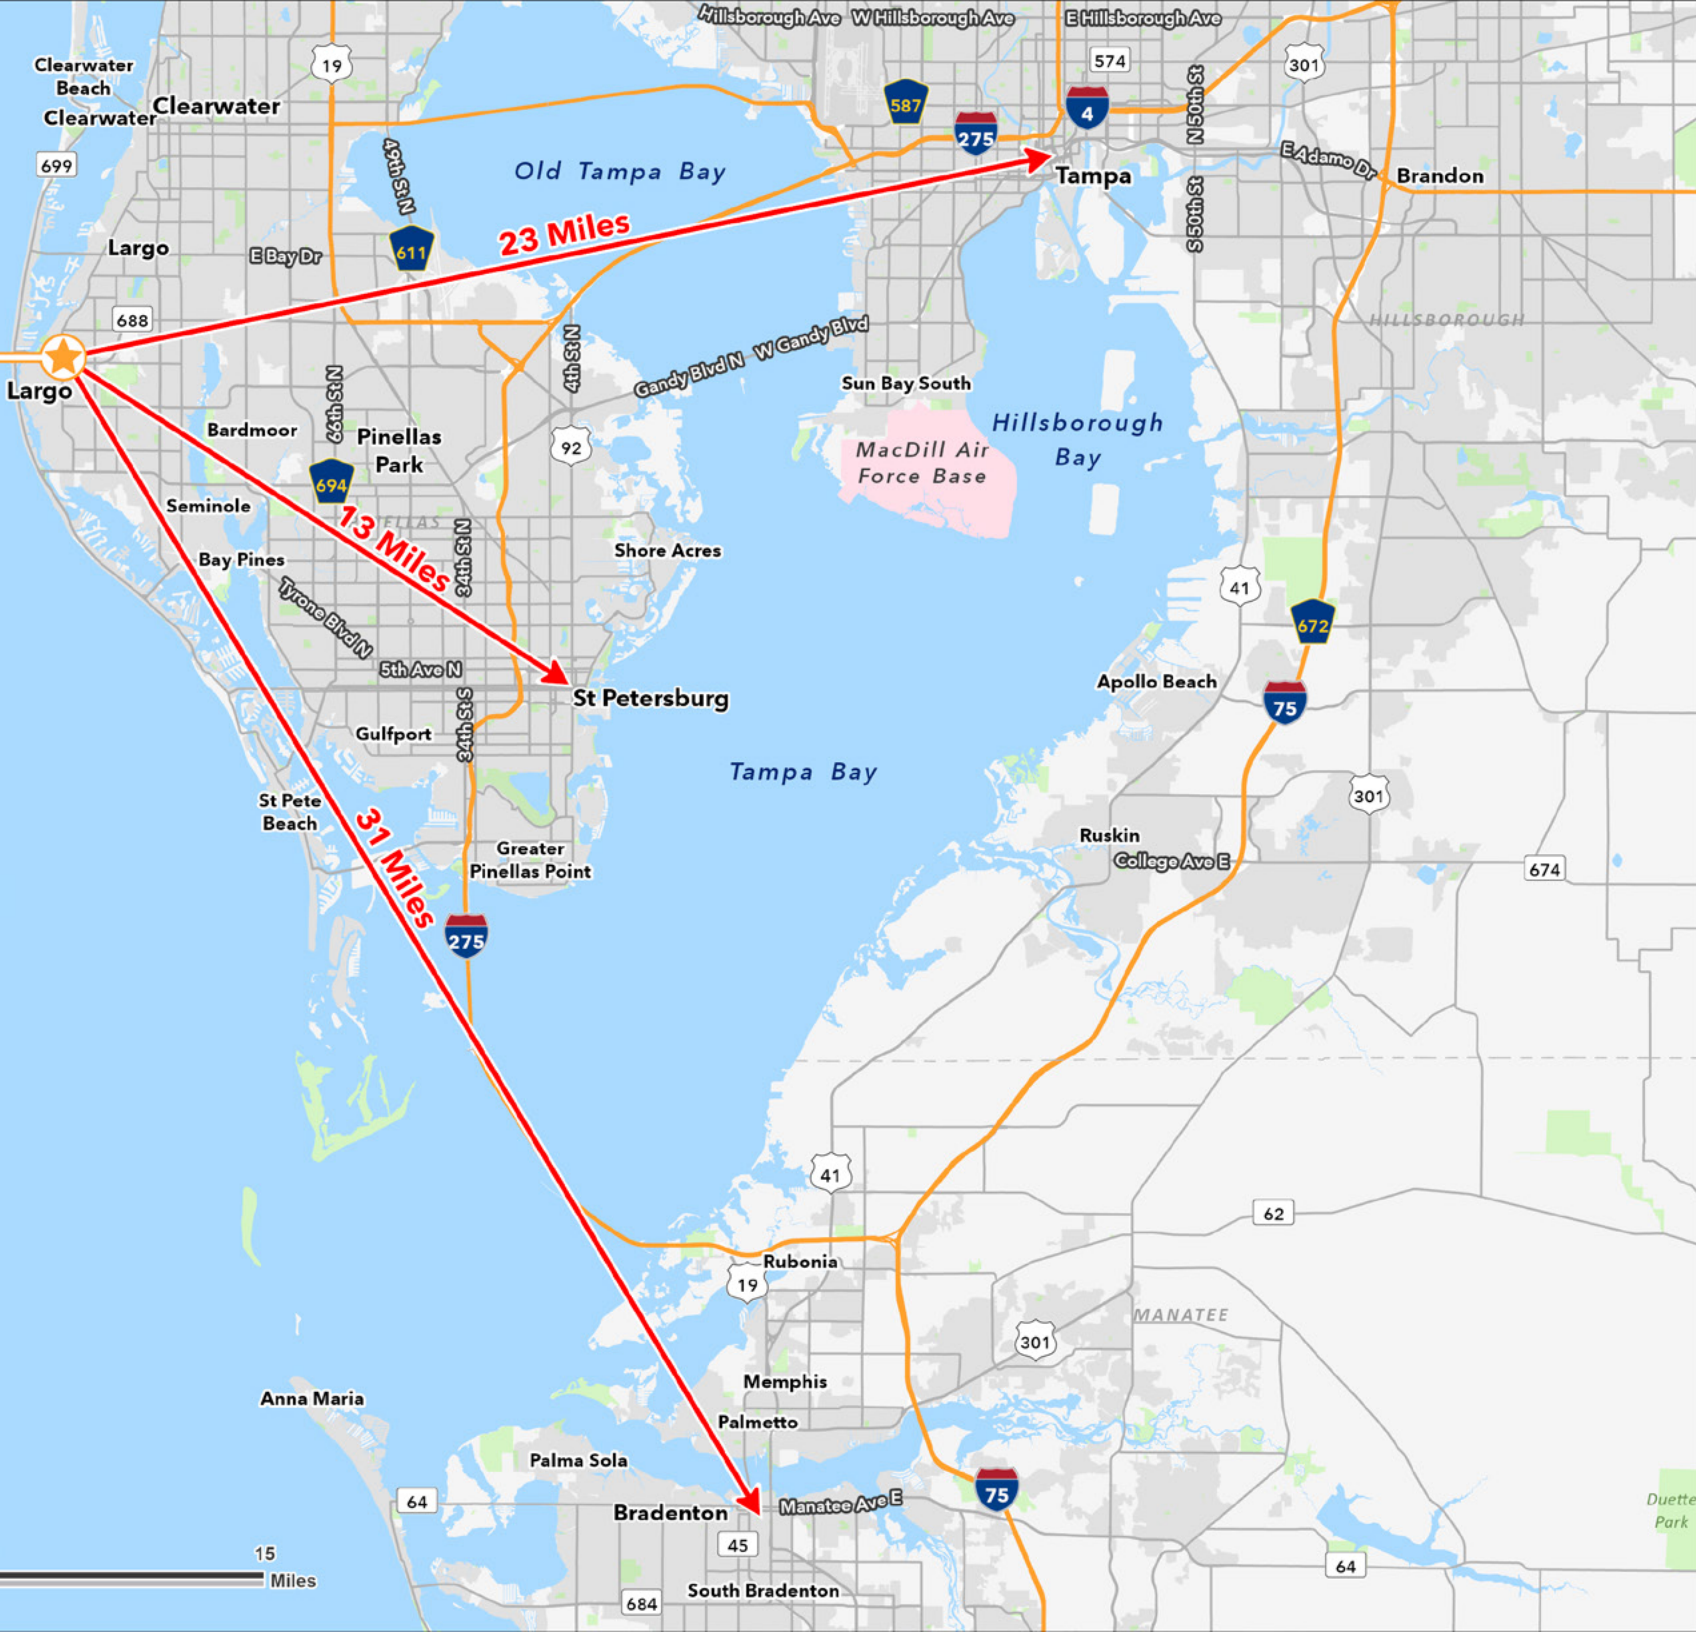 Hillsborough Ave W Hillsborough Ave
E Hillsborough Ave
Clearwater
Beach
19
574
301
N 50th St
Clearwater
Clearwater
587
4
275
699
49th St N
Old Tampa Bay
E Adamo Dr
Tampa
Brandon
S 50th St
23 Miles
Largo
E Bay Dr
611
688
HILLSBOROUGH
4th St N
Gandy Blvd N W Gandy Blvd
Largo
66th St N
Sun Bay South
Bardmoor
Pinellas
Park
92
Hillsborough
Bay
MacDill Air
Force Base
694
Seminole
13 Miles
ELLAS
34th St N
Shore Acres
Bay Pines
41
Tyrone Blvd N
672
5th Ave N
Apollo Beach
St Petersburg
75
34th St S
Gulfport
Tampa Bay
St Pete
Beach
301
31 Miles
Ruskin
Greater
Pinellas Point
College Ave E
674
275
41
62
Rubonia
19
MANATEE
301
Memphis
Anna Maria
Palmetto
Palma Sola
64
Manatee Ave E
75
Bradenton
Duette
Park
45
15
Miles
64
South Bradenton
684